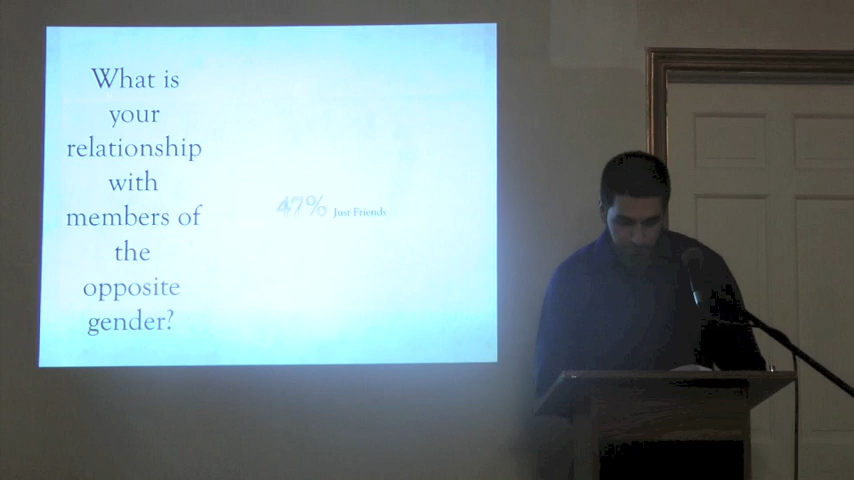 What is
your
relationship
with
members of
the
opposite
gender?
47% Just Friends